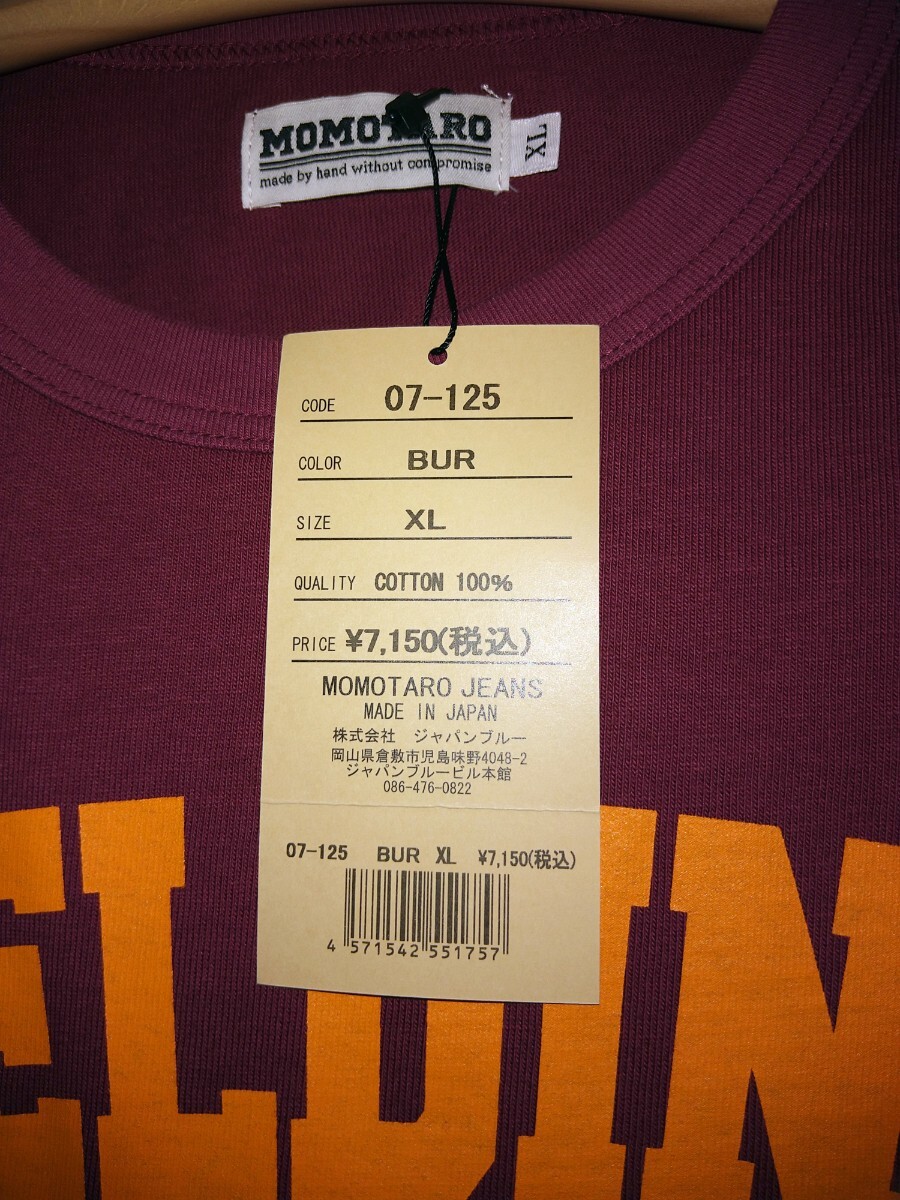 MOMOTARO
made by hand without compromise
XL
CODE 07-125
COLOR BUR
SIZE XL
QUALITY COTTON 100%
PRICE ¥7,150(税込)
MOMOTARO JEANS
MADE IN JAPAN
株式会社 ジャパンブルー
岡山県倉敷市児島味野4048-2
ジャパンブルービル本館
086-476-0822
07-125 BUR XL ¥7,150(税込)
4 571542 551757